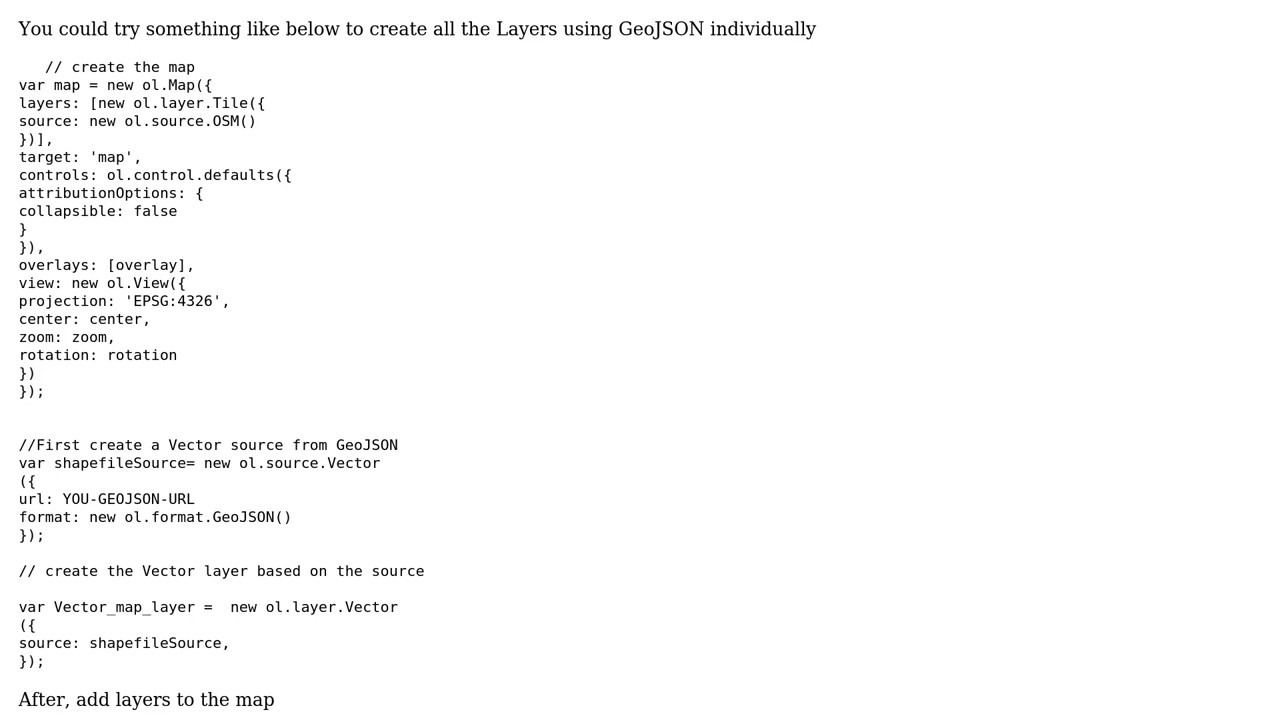 You could try something like below to create all the Layers using GeoJSON individually
// create the map
var map = new ol.Map({
layers: [new ol.layer.Tile({
source: new ol.source.OSM()
})],
target: 'map',
controls: ol.control.defaults({
attributionOptions: {
collapsible: false
}
}),
overlays: [overlay],
view: new ol.View({
projection: 'EPSG:4326',
center: center,
zoom: zoom,
rotation: rotation
})
});
//First create a Vector source from GeoJSON
var shapefileSource= new ol.source.Vector
({
url: YOU-GEOJSON-URL
format: new ol.format.GeoJSON()
});
// create the Vector layer based on the source
var Vector_map_layer =  new ol.layer.Vector
({
source: shapefileSource,
});
After, add layers to the map